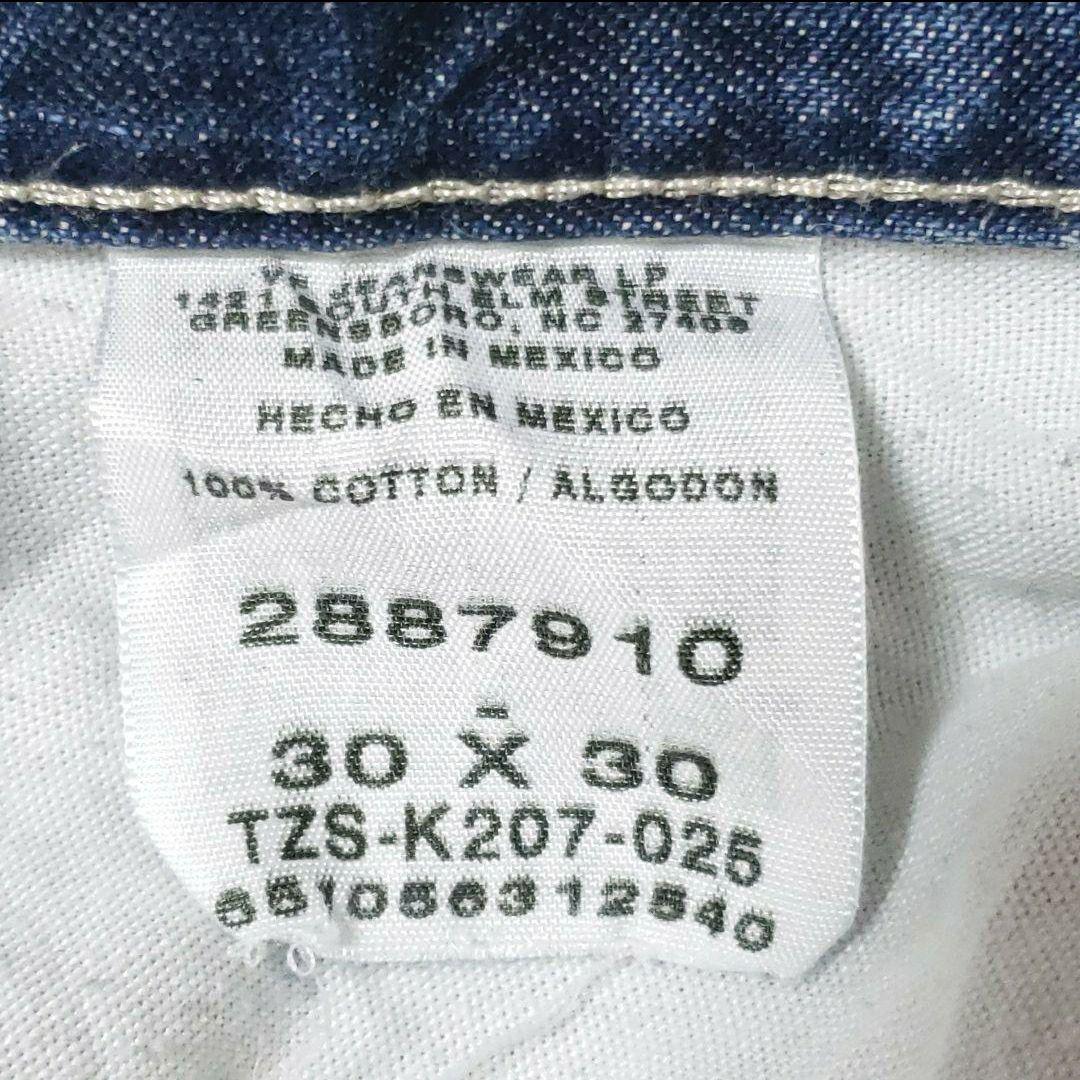 VF JEANSWEAR LP
1421 SOUTH ELM STREET
GREENSBORO, NC 27406
MADE IN MEXICO
HECHO EN MEXICO
100% COTTON / ALGODON
2887910
30 X 30
TZS-K207-025
551056312540